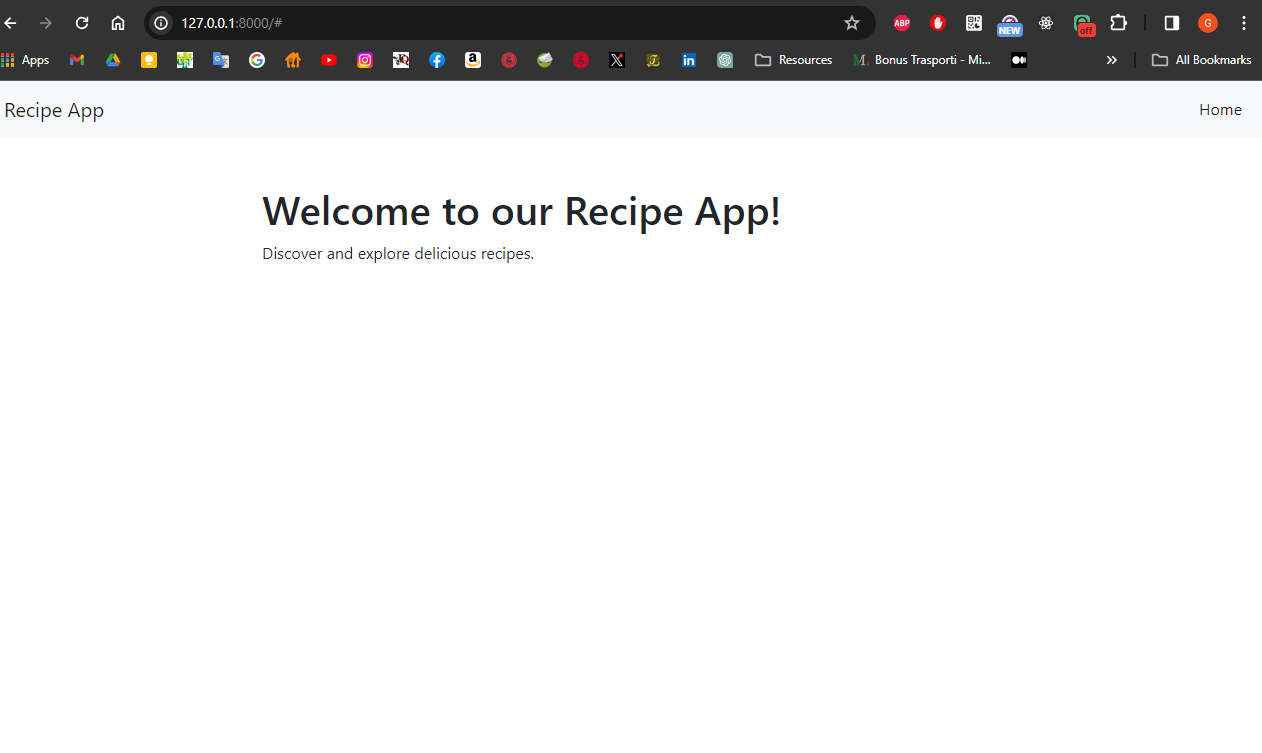 127.0.0.1:8000/#
ABP
NEW
off
G
Apps
Resources
Bonus Trasporti - Mi...
All Bookmarks
Recipe App
Home
Welcome to our Recipe App!
Discover and explore delicious recipes.